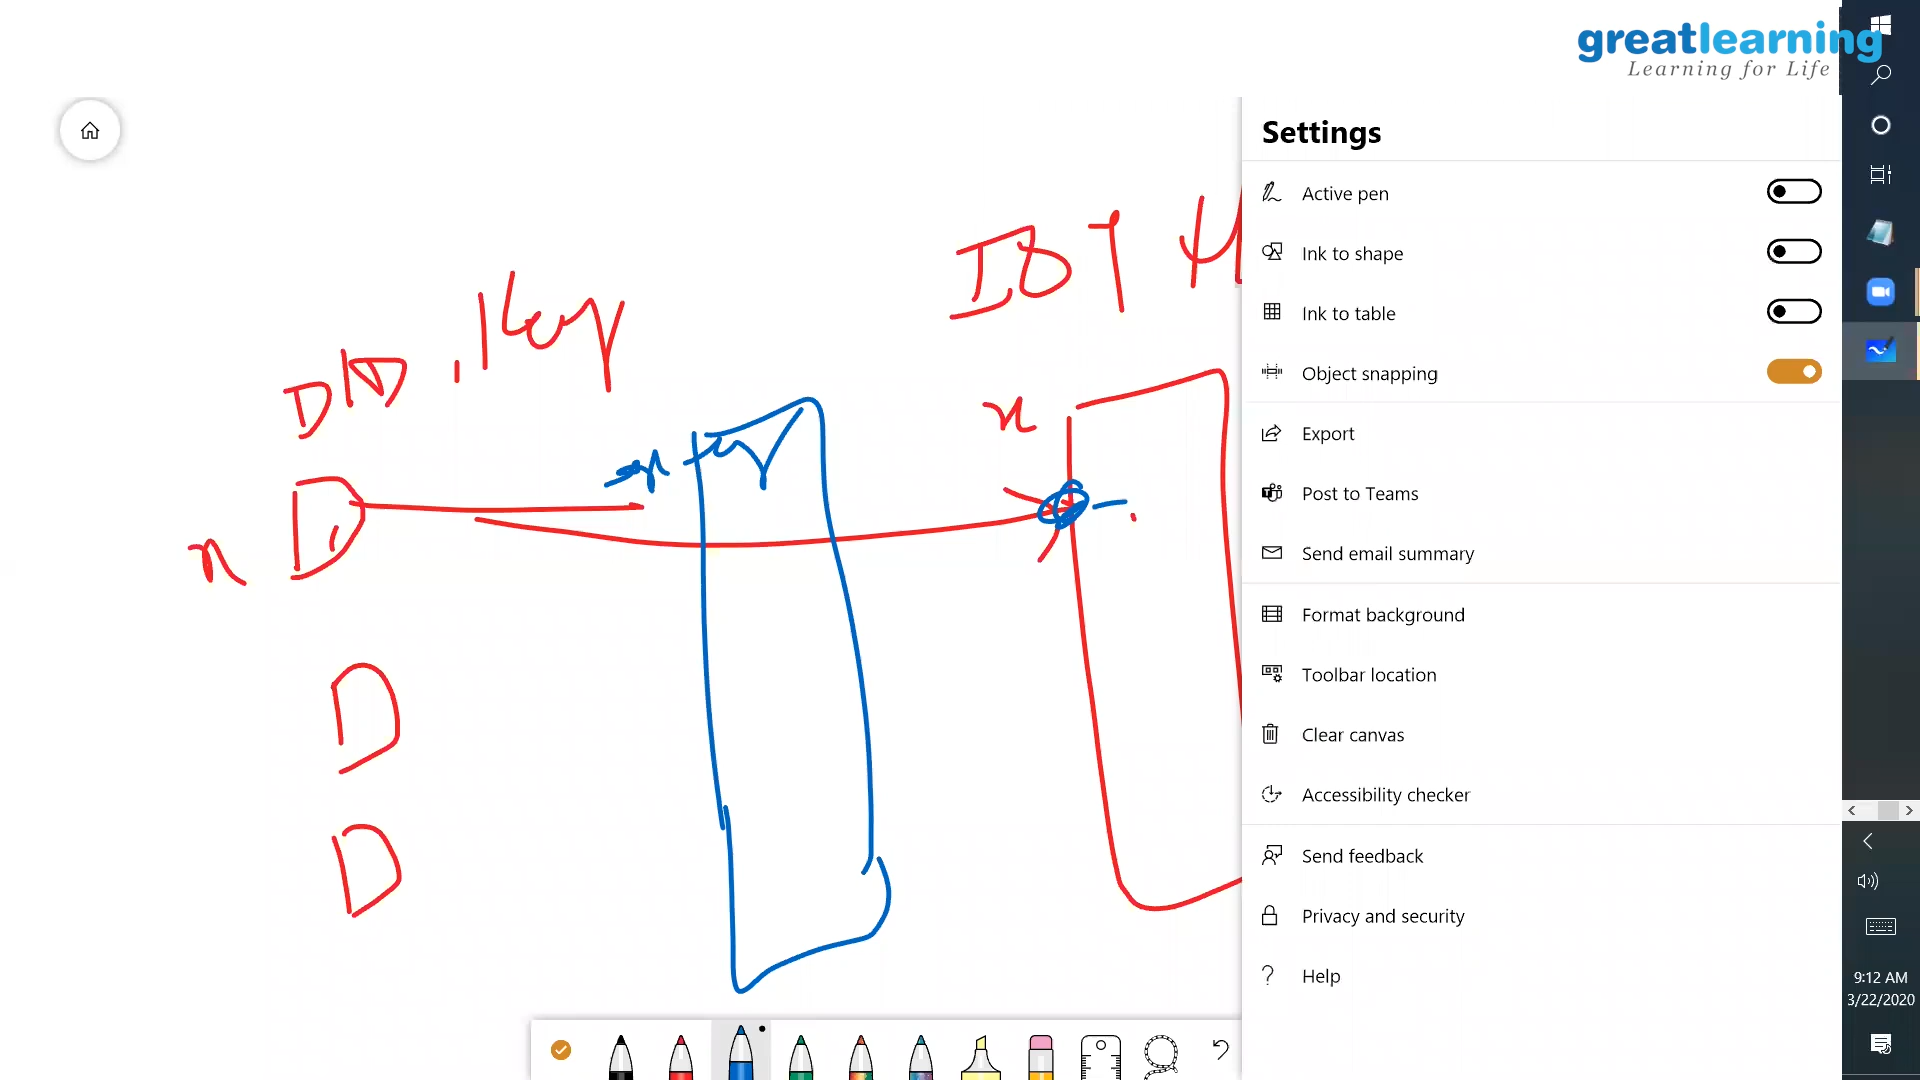 greatlearning
Learning for Life
Settings
Active pen
Ink to shape
Ink to table
Object snapping
Export
Post to Teams
Send email summary
Format background
Toolbar location
Clear canvas
Accessibility checker
Send feedback
Privacy and security
Help
Key
D
n
n
D
D
9:12 AM
3/22/2020